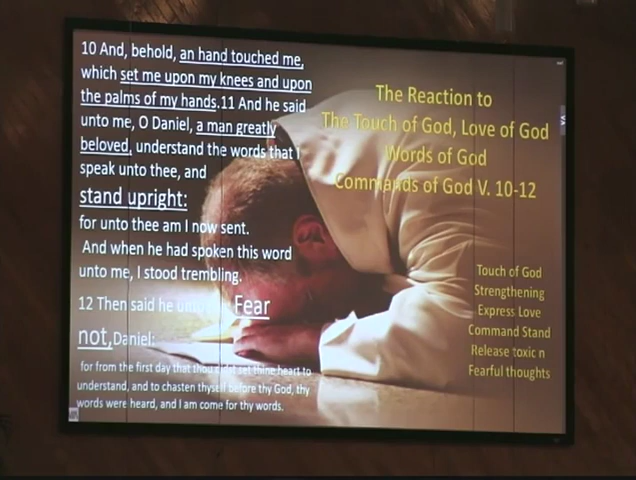 10 And, behold, an hand touched me,
which set me upon my knees and upon
the palms of my hands.11 And he said
unto me, O Daniel, a man greatly
beloved, understand the words that I
speak unto thee, and
stand upright:
for unto thee am I now sent.
And when he had spoken this word
unto me, I stood trembling.
12 Then said he unto Fear
not,Daniel:
for from the first day that thou didst set thine heart to
understand, and to chasten thyself before thy God, thy
words were heard, and I am come for thy words.
The Reaction to
The Touch of God, Love of God
Words of God
Commands of God V. 10-12
Touch of God
Strengthening
Express Love
Command Stand
Release toxic n
Fearful thoughts